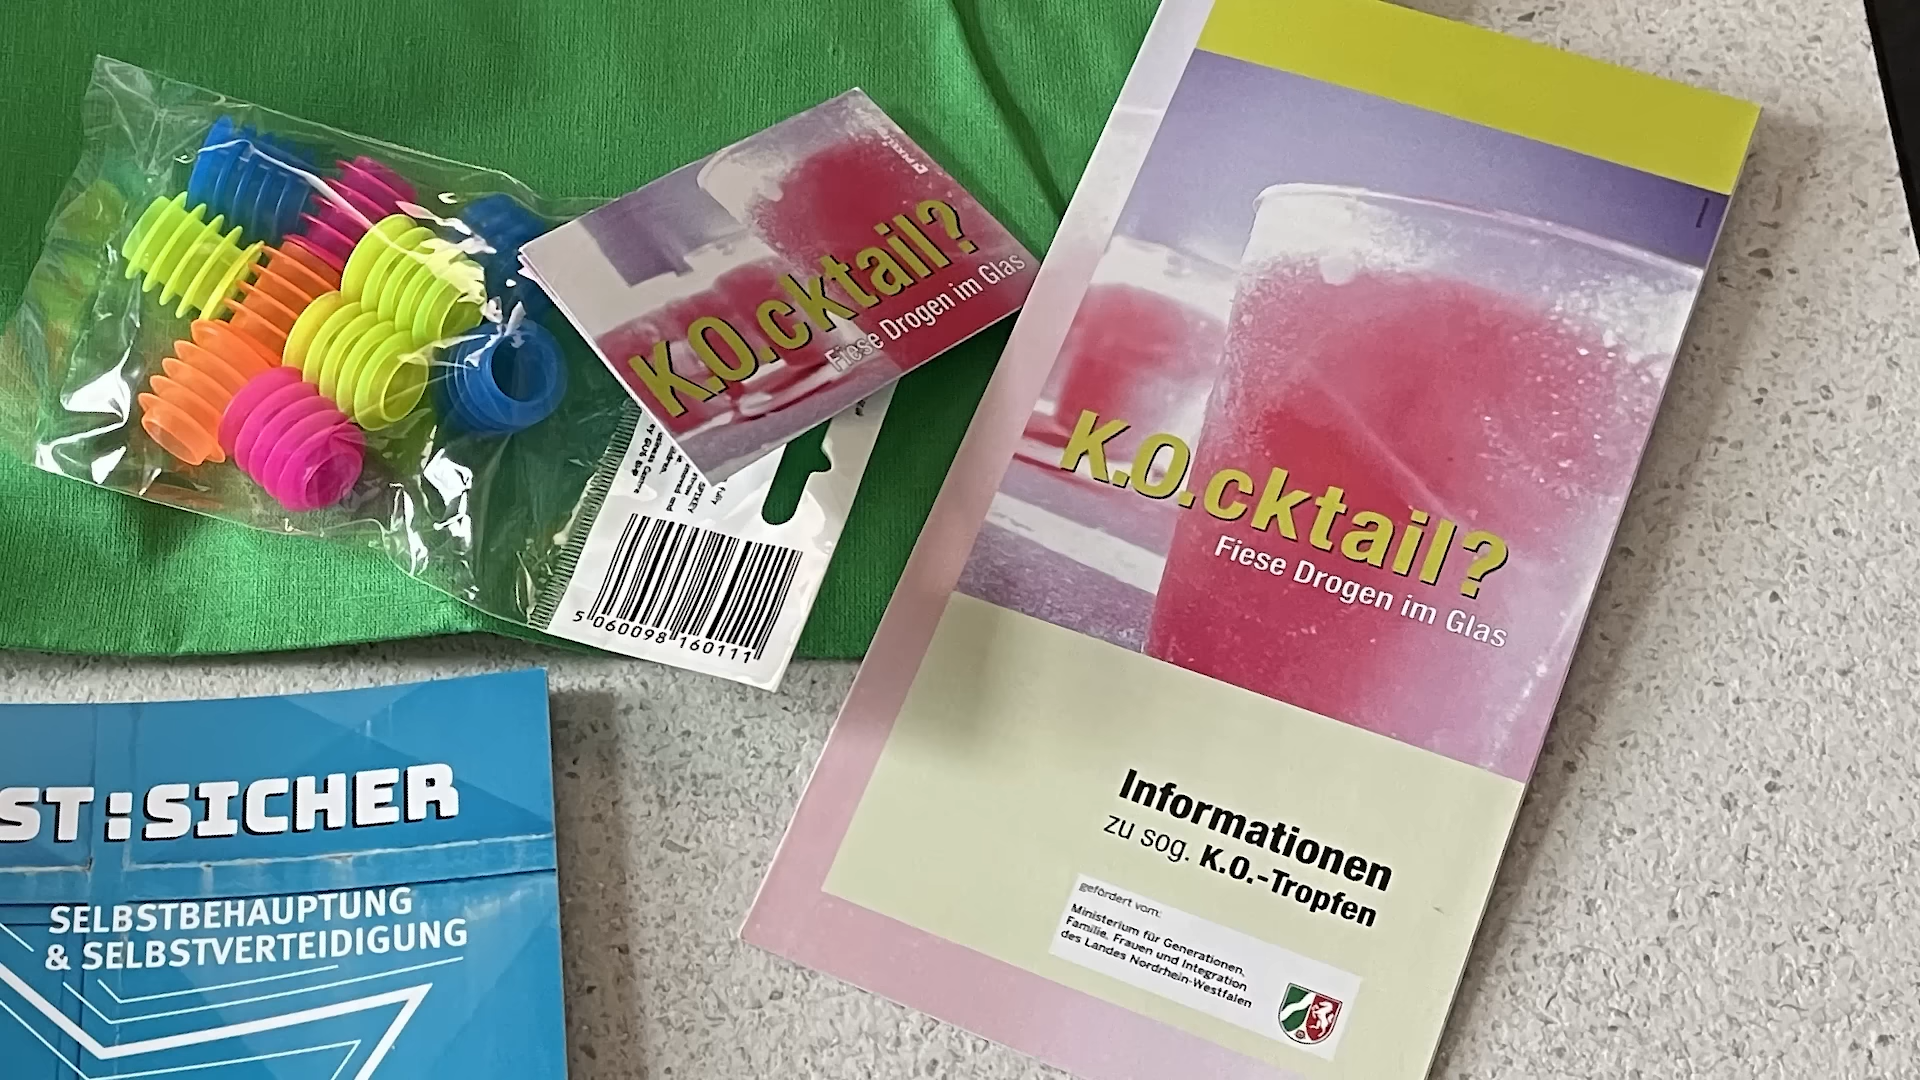 K.O.cktail?
Fiese Drogen im Glas
SPIKEY
5 060098 160111
K.O.cktail?
Fiese Drogen im Glas
Informationen
zu sog. K.O.-Tropfen
gefördert vom:
Ministerium für Generationen,
Familie, Frauen und Integration
des Landes Nordrhein-Westfalen
ST:SICHER
SELBSTBEHAUPTUNG
& SELBSTVERTEIDIGUNG